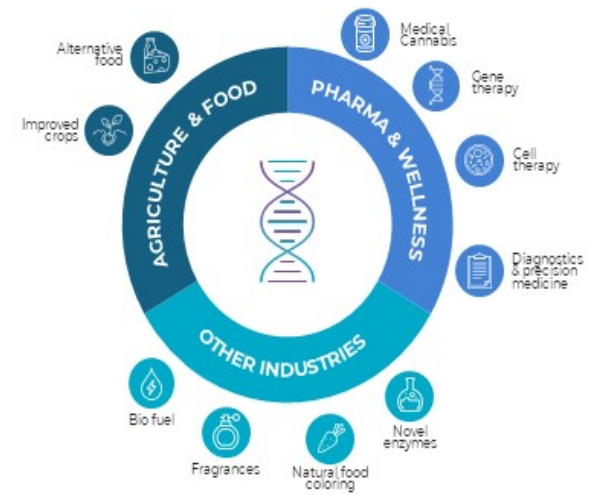 Alternative
food
Improved
crops
AGRICULTURE & FOOD
PHARMA & WELLNESS
Medical
Cannabis
Gene
therapy
Cell
therapy
Diagnostics
& precision
medicine
OTHER INDUSTRIES
Bio fuel
Fragrances
Natural food
coloring
Novel
enzymes